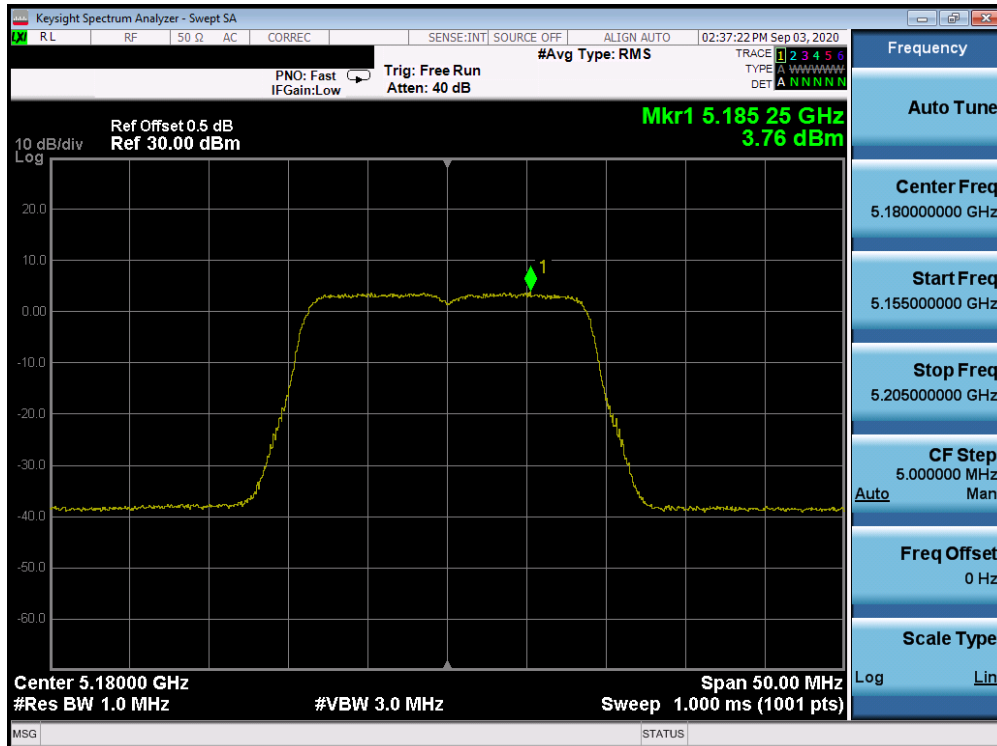 Keysight Spectrum Analyzer - Swept SA
LXI RL RF 50 Ω AC CORREC SENSE:INT SOURCE OFF ALIGN AUTO 02:37:22 PM Sep 03, 2020
PNO: Fast
IFGain:Low
Trig: Free Run
Atten: 40 dB
#Avg Type: RMS
TRACE 1 2 3 4 5 6
TYPE A WWWWW
DET A N N N N N
Mkr1 5.185 25 GHz
3.76 dBm
Ref Offset 0.5 dB
10 dB/div Ref 30.00 dBm
Log
20.0
10.0
0.00
-10.0
-20.0
-30.0
-40.0
-50.0
-60.0
1
Center 5.18000 GHz Span 50.00 MHz
#Res BW 1.0 MHz #VBW 3.0 MHz Sweep 1.000 ms (1001 pts)
MSG STATUS
Frequency
Auto Tune
Center Freq
5.180000000 GHz
Start Freq
5.155000000 GHz
Stop Freq
5.205000000 GHz
CF Step
5.000000 MHz
Auto Man
Freq Offset
0 Hz
Scale Type
Log Lin